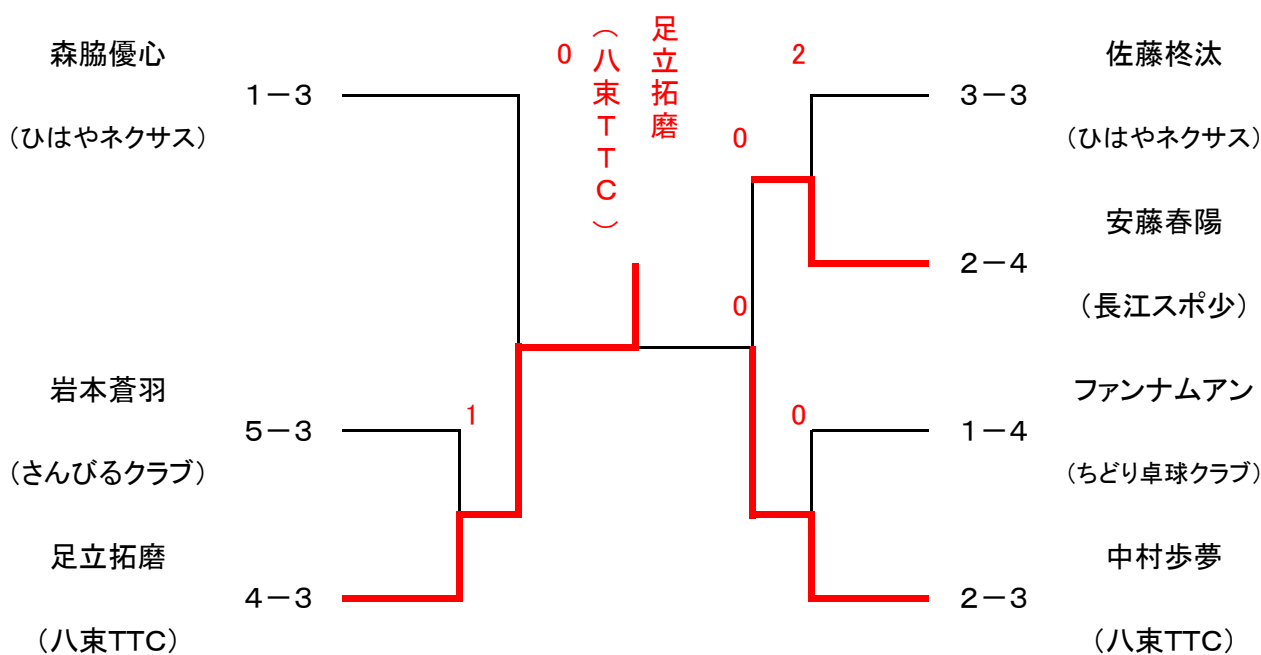 森脇優心
1－3
（ひはやネクサス）
岩本蒼羽
5－3
（さんびるクラブ）
1
足立拓磨
4－3
（八束TTC）
0
足立拓磨
（八束TTC）
0
0
2
佐藤柊汰
3－3
（ひはやネクサス）
安藤春陽
2－4
（長江スポ少）
ファンナムアン
0
1－4
（ちどり卓球クラブ）
中村歩夢
2－3
（八束TTC）